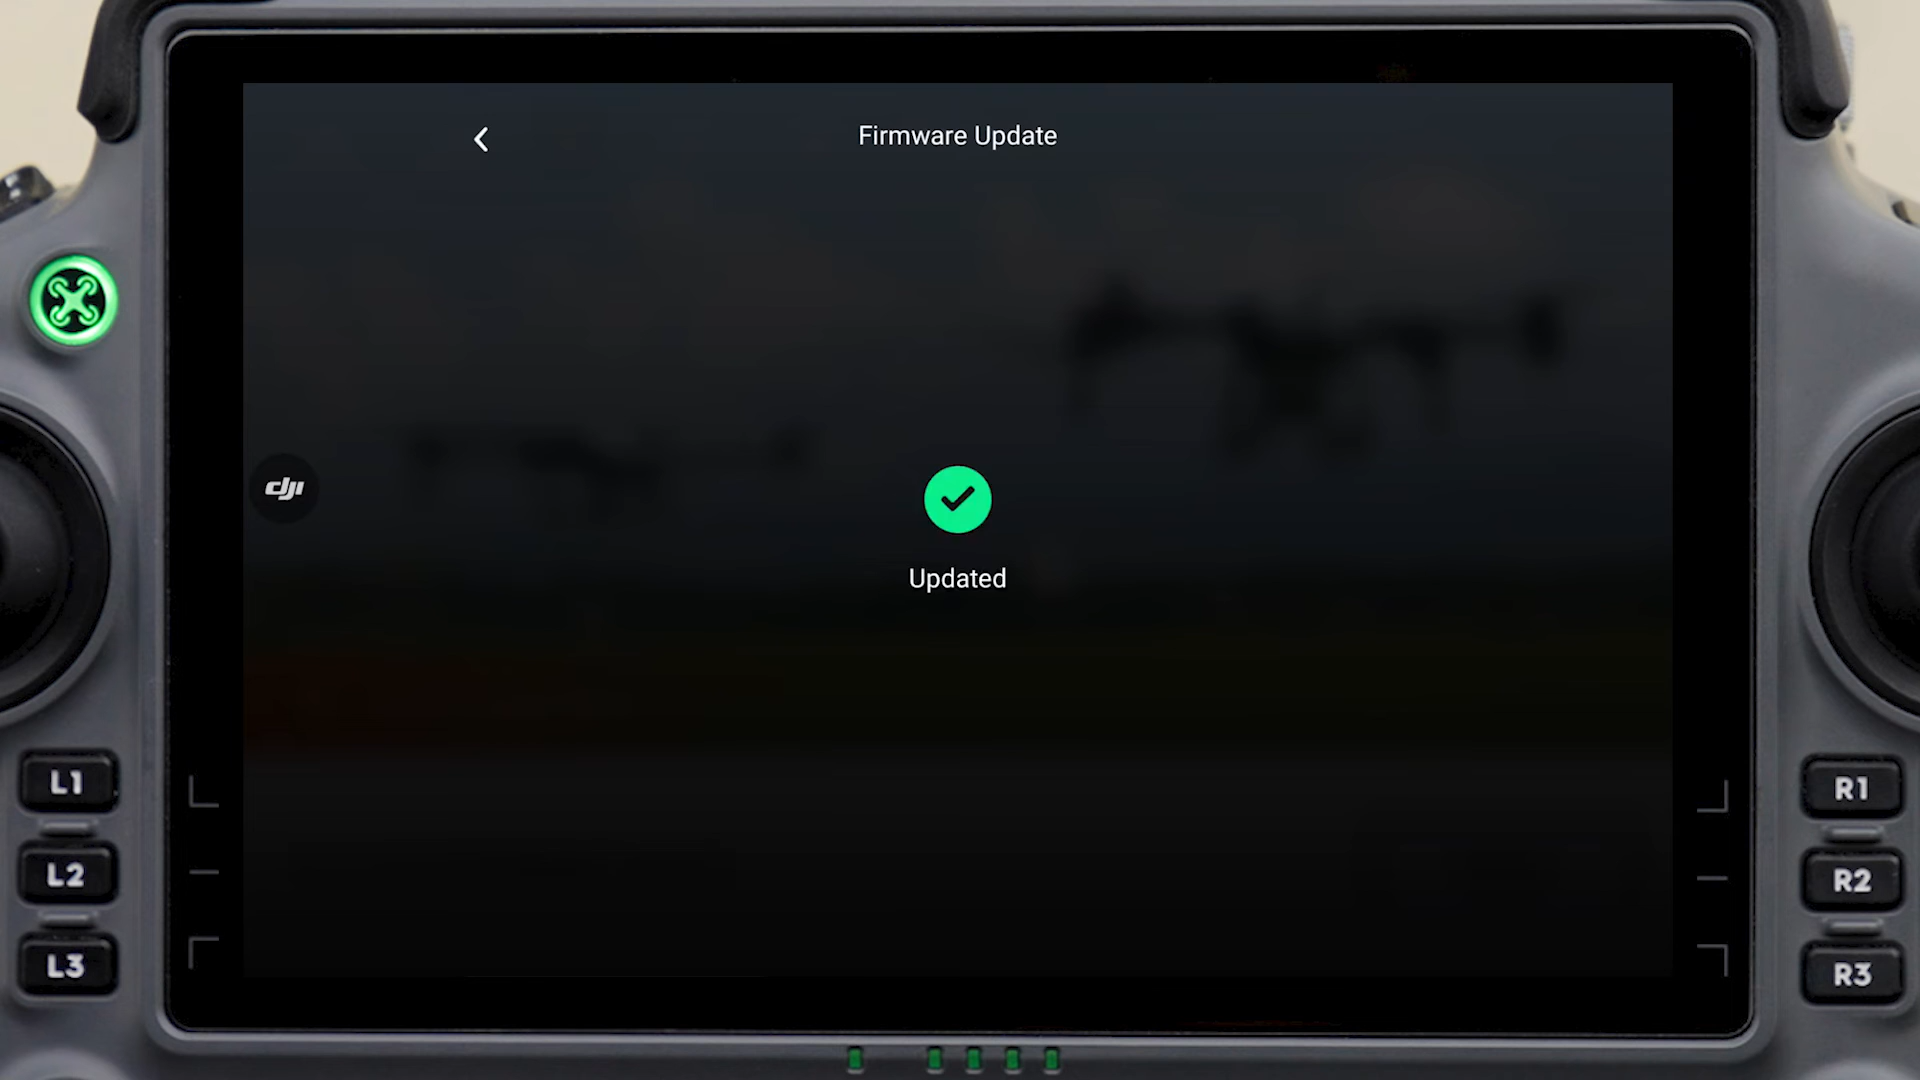 Firmware Update
dji
Updated
L1
L2
L3
R1
R2
R3